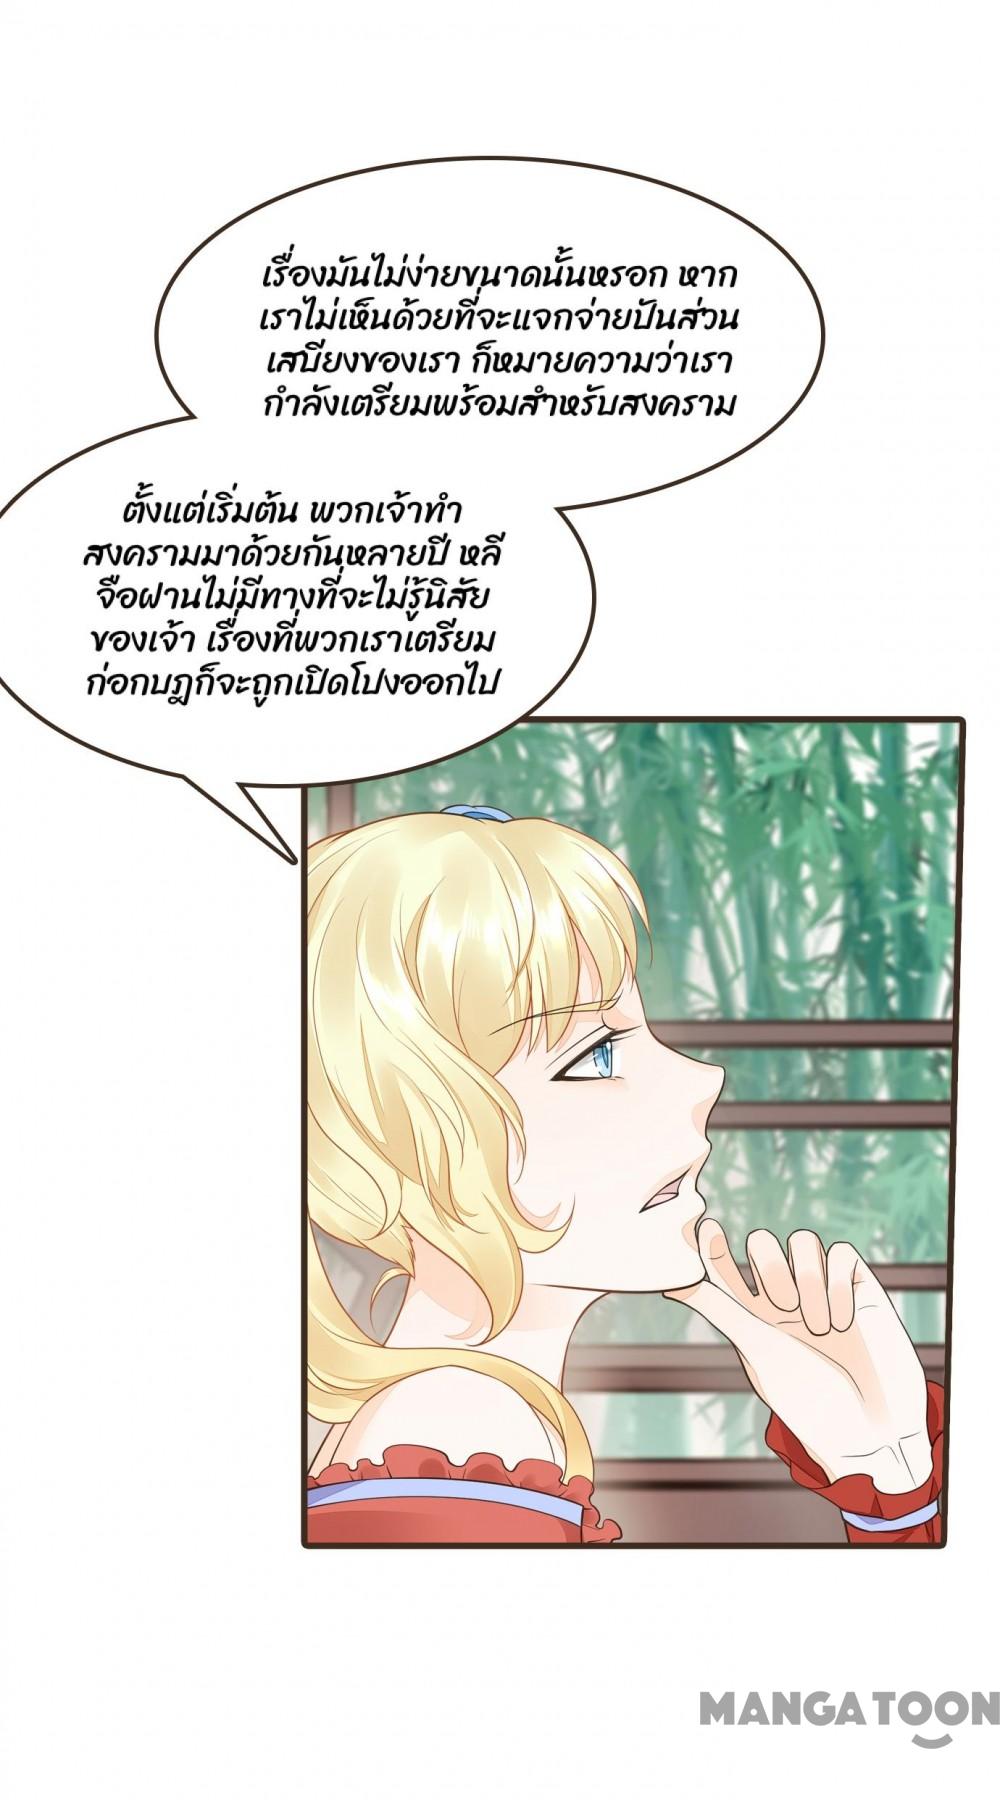 เรื่องมันไม่ง่ายขนาดนั้นหรอก หาก
เราไม่เห็นด้วยที่จะแจกจ่ายปันส่วน
เสบียงของเรา ก็หมายความว่าเรา
กำลังเตรียมพร้อมสำหรับสงคราม
ตั้งแต่เริ่มต้น พวกเจ้าทำ
สงครามมาด้วยกันหลายปี หลี
จือฝานไม่มีทางที่จะไม่รู้นิสัย
ของเจ้า เรื่องที่พวกเราเตรียม
ก่อกบฎก็จะถูกเปิดโปงออกไป
MANGATOON